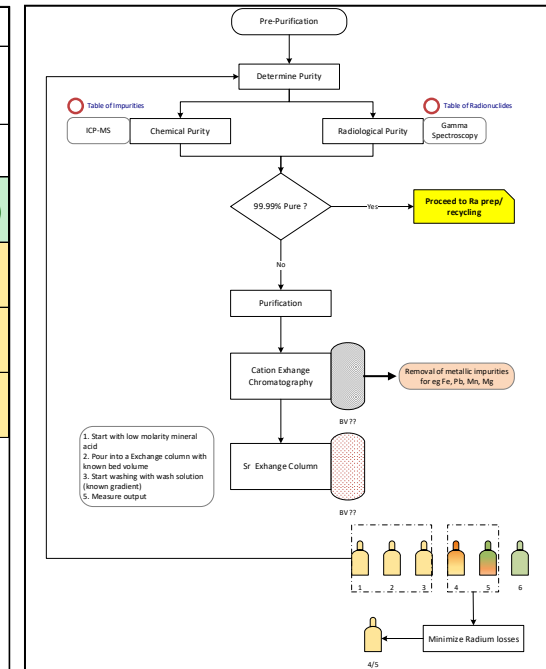 Pre-Purification
Determine Purity
Table of Impurities
Table of Radionuclides
ICP-MS
Chemical Purity
Radiological Purity
Gamma
Spectroscopy
99.99% Pure ?
Yes
Proceed to Ra prep/
recycling
No
Purification
Cation Exhange
Chromatography
Removal of metallic impurities
for eg Fe, Pb, Mn, Mg
BV ??
1. Start with low molarity mineral
acid
2. Pour into a Exchange column with
known bed volume
3. Start washing with wash solution
(known gradient)
5. Measure output
Sr Exhange Column
BV ??
1
2
3
4
5
6
Minimize Radium losses
4/5